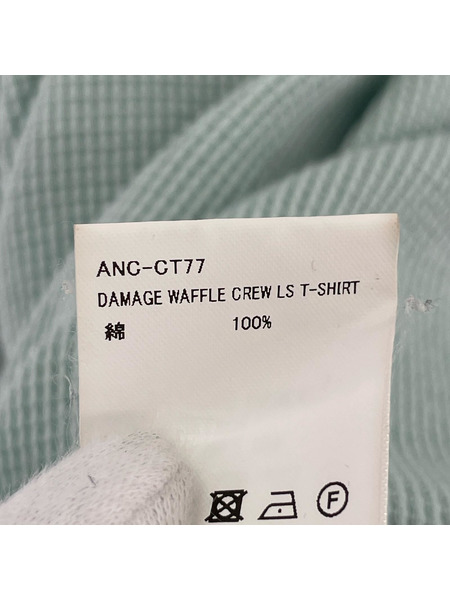 ANC-CT77
DAMAGE WAFFLE CREW LS T-SHIRT
綿 100%
F